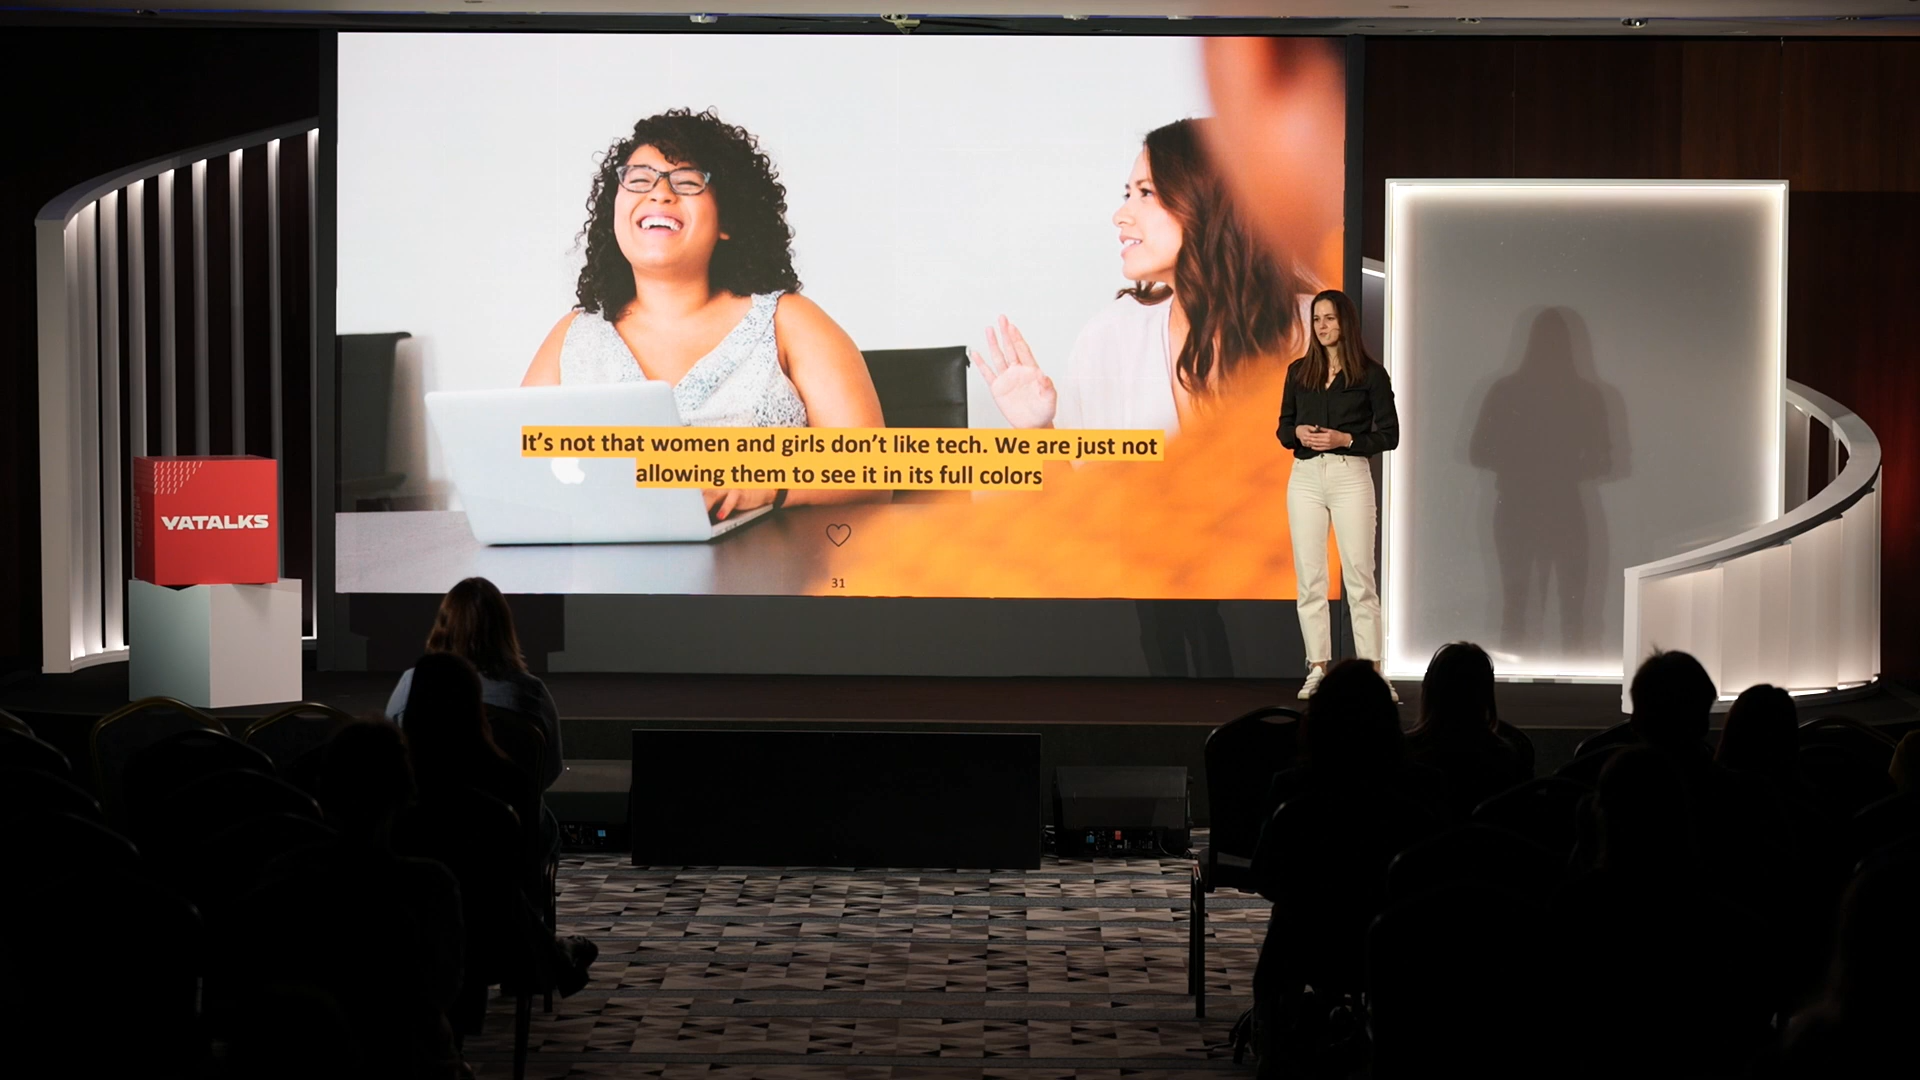 It’s not that women and girls don’t like tech. We are just not
allowing them to see it in its full colors
31
YATALKS